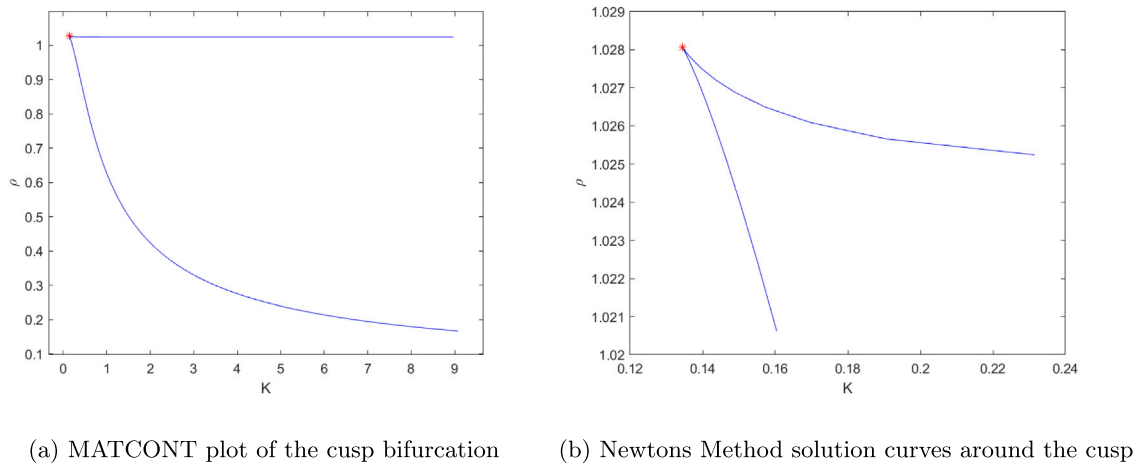 1
0.9
0.8
0.7
0.6
0.5
0.4
0.3
0.2
0.1
ρ
0 1 2 3 4 5 6 7 8 9
K
1.029
1.028
1.027
1.026
1.025
1.024
1.023
1.022
1.021
1.02
ρ
0.12 0.14 0.16 0.18 0.2 0.22 0.24
K
(a) MATCONT plot of the cusp bifurcation
(b) Newtons Method solution curves around the cusp